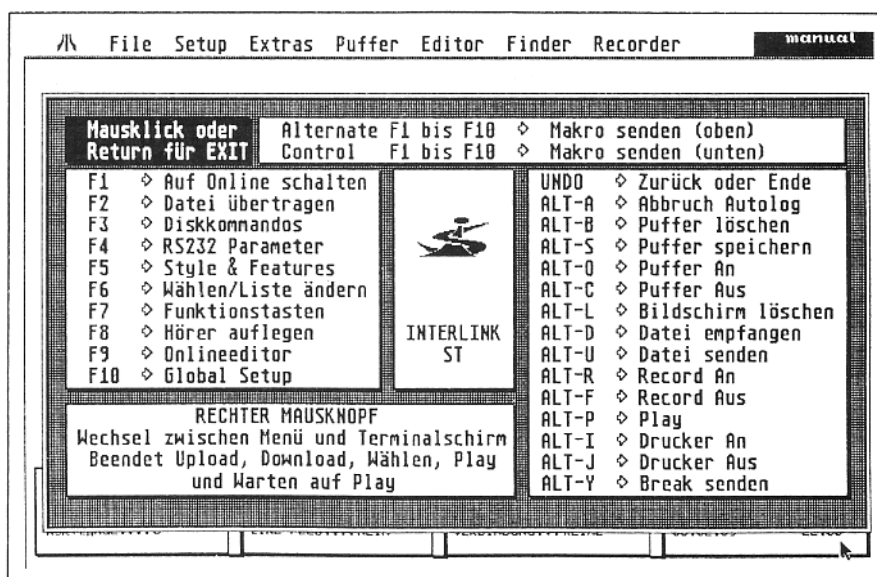 File Setup Extras Puffer Editor Finder Recorder
manual
Mausklick oder
Return für EXIT
Alternate F1 bis F10 ◇ Makro senden (oben)
Control F1 bis F10 ◇ Makro senden (unten)
F1 ◇ Auf Online schalten
F2 ◇ Datei übertragen
F3 ◇ Diskkommandos
F4 ◇ RS232 Parameter
F5 ◇ Style & Features
F6 ◇ Wählen/Liste ändern
F7 ◇ Funktionstasten
F8 ◇ Hörer auflegen
F9 ◇ Onlineeditor
F10 ◇ Global Setup
INTERLINK
ST
UNDO ◇ Zurück oder Ende
ALT-A ◇ Abbruch Autolog
ALT-B ◇ Puffer löschen
ALT-S ◇ Puffer speichern
ALT-O ◇ Puffer An
ALT-C ◇ Puffer Aus
ALT-L ◇ Bildschirm löschen
ALT-D ◇ Datei empfangen
ALT-U ◇ Datei senden
ALT-R ◇ Record An
ALT-F ◇ Record Aus
ALT-P ◇ Play
ALT-I ◇ Drucker An
ALT-J ◇ Drucker Aus
ALT-Y ◇ Break senden
RECHTER MAUSKNOPF
Wechsel zwischen Menü und Terminalschirm
Beendet Upload, Download, Wählen, Play
und Warten auf Play